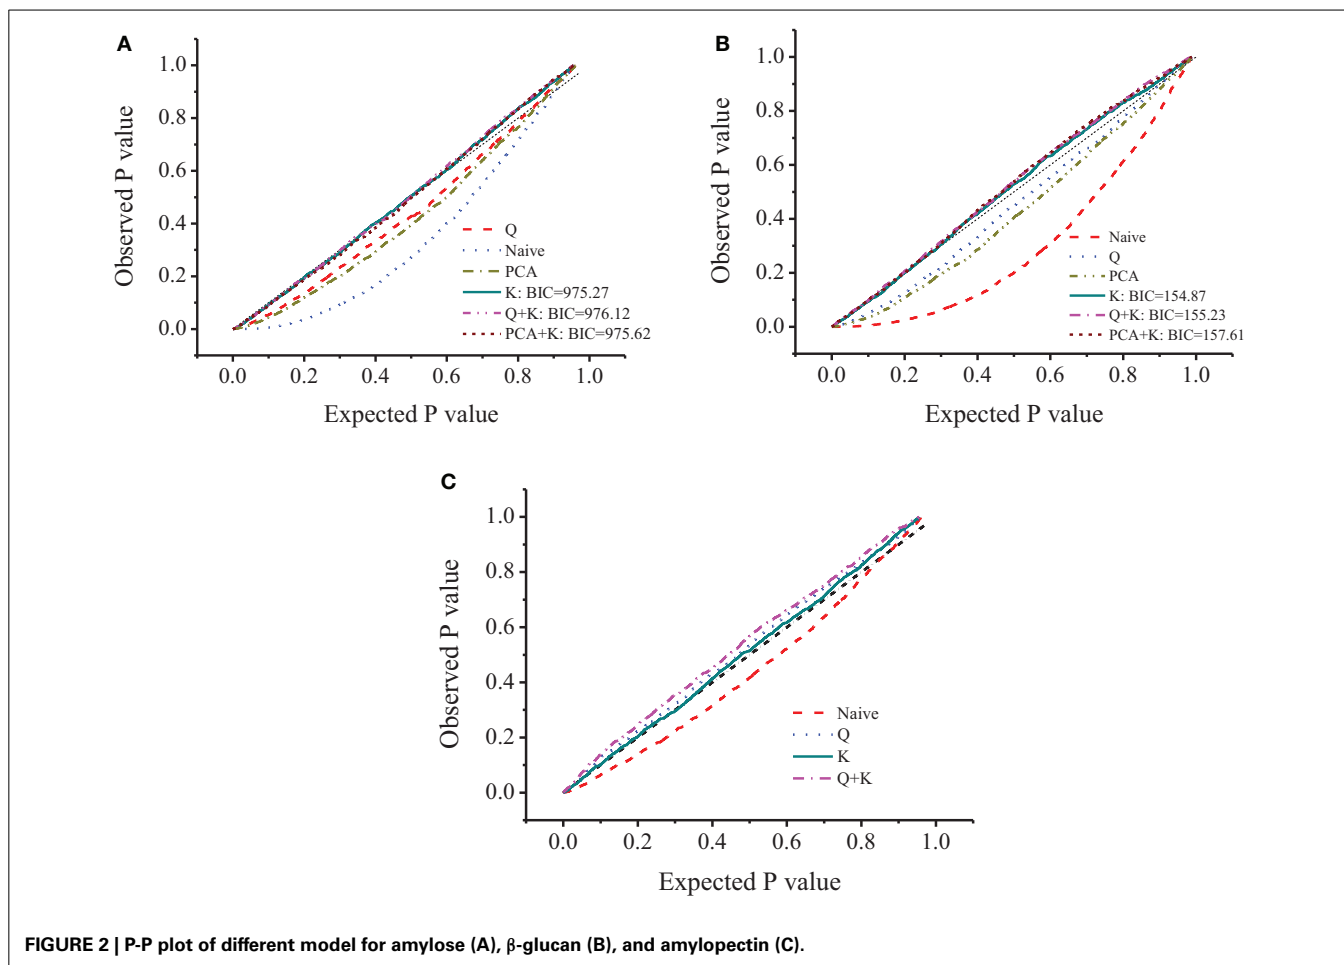 A
1.0
0.8
0.6
0.4
0.2
0.0
Observed P value
Q
Naive
PCA
K: BIC=975.27
Q+K: BIC=976.12
PCA+K: BIC=975.62
0.0 0.2 0.4 0.6 0.8 1.0
Expected P value
B
1.0
0.8
0.6
0.4
0.2
0.0
Observed P value
Naive
Q
PCA
K: BIC=154.87
Q+K: BIC=155.23
PCA+K: BIC=157.61
0.0 0.2 0.4 0.6 0.8 1.0
Expected P value
C
1.0
0.8
0.6
0.4
0.2
0.0
Observed P value
Naive
Q
K
Q+K
0.0 0.2 0.4 0.6 0.8 1.0
Expected P value
FIGURE 2 | P-P plot of different model for amylose (A), β-glucan (B), and amylopectin (C).